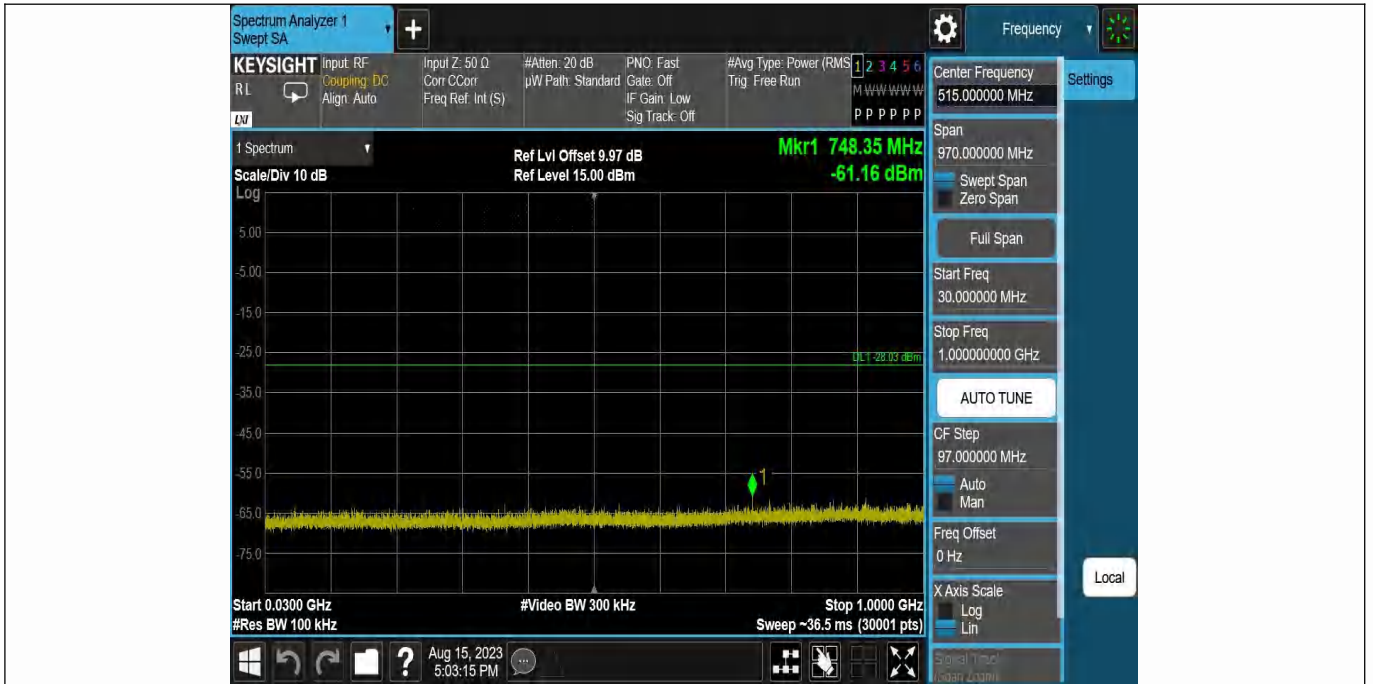 Spectrum Analyzer 1
Swept SA
+
Frequency
KEYSIGHT
RL
LXI
Input: RF
Coupling: DC
Align: Auto
Input Z: 50 Ω
Corr CCorr
Freq Ref: Int (S)
#Atten: 20 dB
µW Path: Standard
PNO: Fast
Gate: Off
IF Gain: Low
Sig Track: Off
#Avg Type: Power (RMS
Trig: Free Run
1 2 3 4 5 6
M W W W W W
P P P P P P
Center Frequency
515.000000 MHz
Settings
1 Spectrum
Scale/Div 10 dB
Ref Lvl Offset 9.97 dB
Ref Level 15.00 dBm
Mkr1 748.35 MHz
-61.16 dBm
Span
970.000000 MHz
Swept Span
Zero Span
Full Span
Start Freq
30.000000 MHz
Stop Freq
1.000000000 GHz
AUTO TUNE
CF Step
97.000000 MHz
Auto
Man
Freq Offset
0 Hz
X Axis Scale
Log
Lin
Signal Track
(Span Zoom)
Local
Log
5.00
-5.00
-15.0
-25.0
-35.0
-45.0
-55.0
-65.0
-75.0
DL1 -28.03 dBm
1
Start 0.0300 GHz
#Res BW 100 kHz
#Video BW 300 kHz
Stop 1.0000 GHz
Sweep ~36.5 ms (30001 pts)
?
Aug 15, 2023
5:03:15 PM